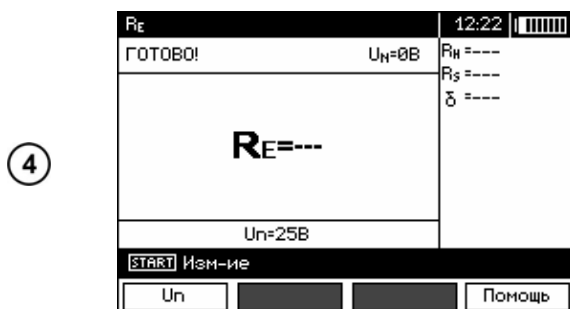 RE 12:22
ГОТОВО! UN=0В
RH =---
RS =---
δ =---
④
RE=---
Un=25В
START Изм-ие
Un Помощь